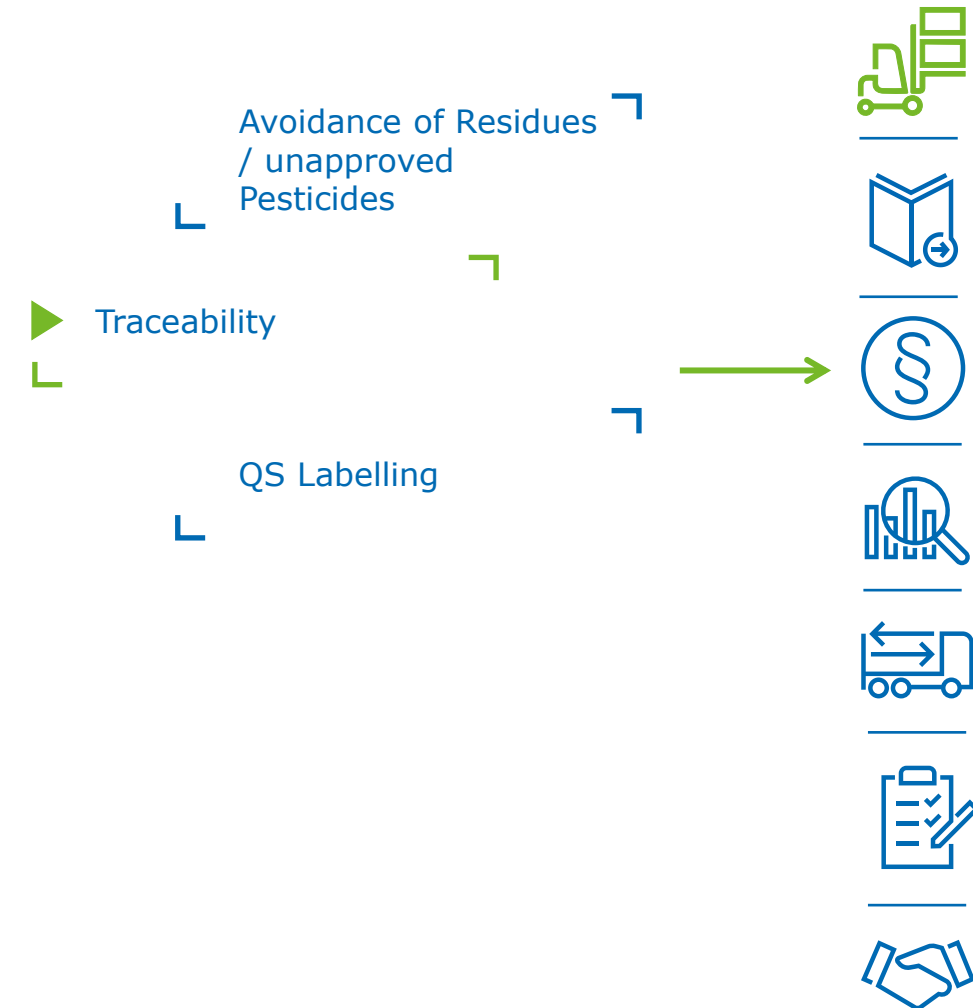 Avoidance of Residues
/ unapproved
Pesticides
Traceability
§
QS Labelling